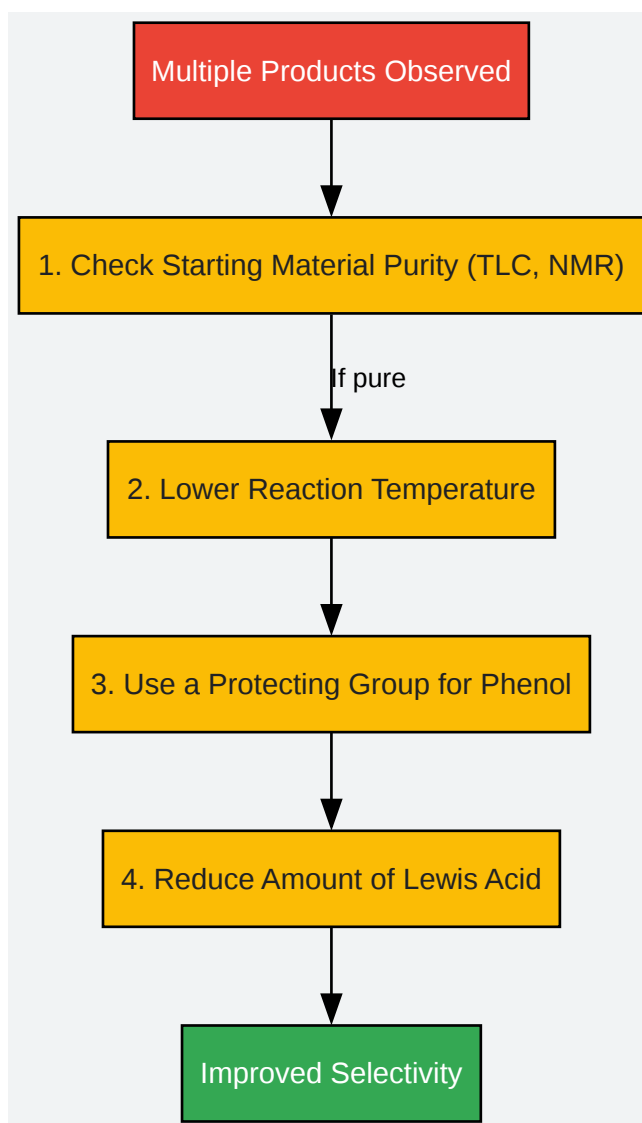 Multiple Products Observed
1. Check Starting Material Purity (TLC, NMR)
If pure
2. Lower Reaction Temperature
3. Use a Protecting Group for Phenol
4. Reduce Amount of Lewis Acid
Improved Selectivity